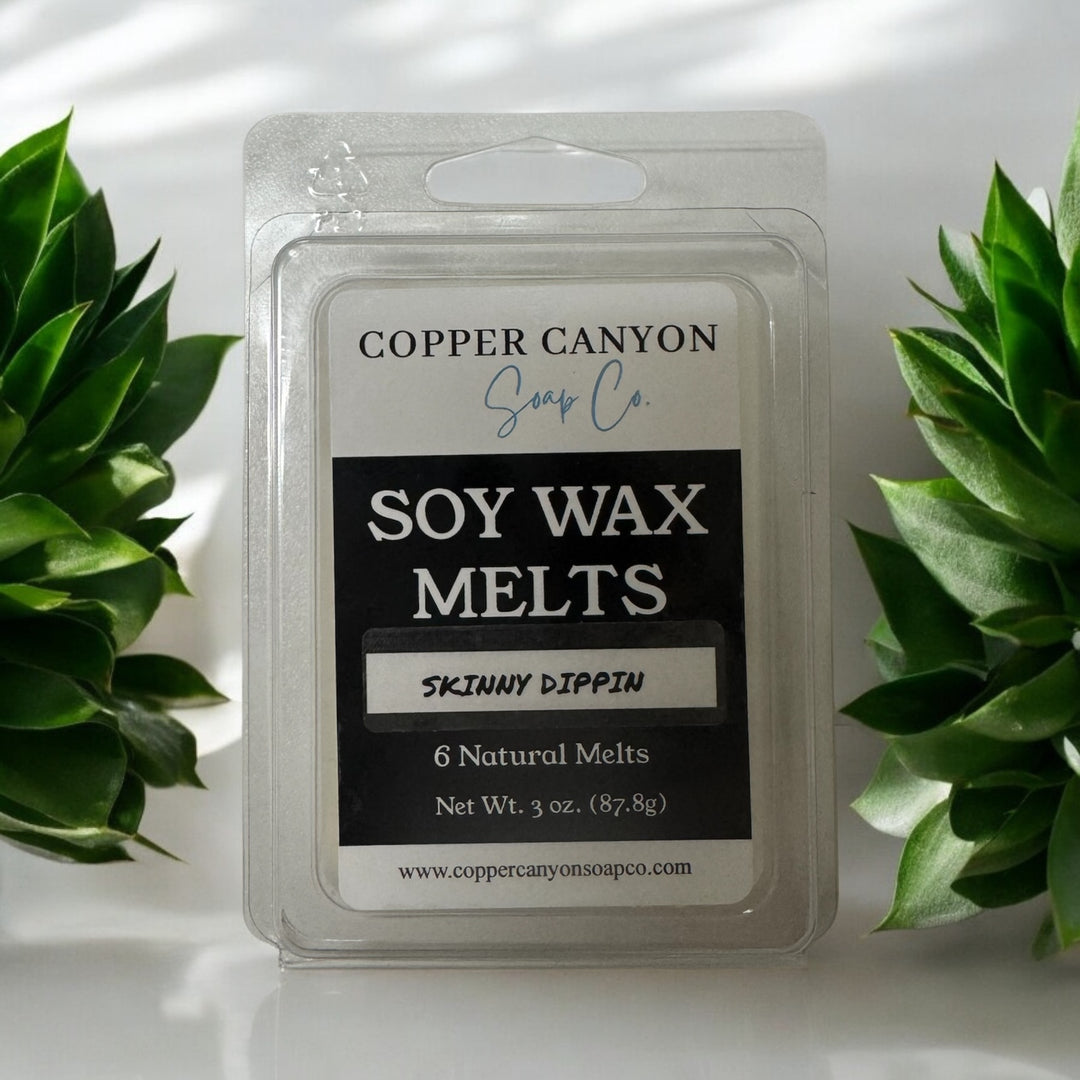 COPPER CANYON
Soap Co.
SOY WAX
MELTS
SKINNY DIPPIN
6 Natural Melts
Net Wt. 3 oz. (87.8g)
www.coppercanyonsoapco.com